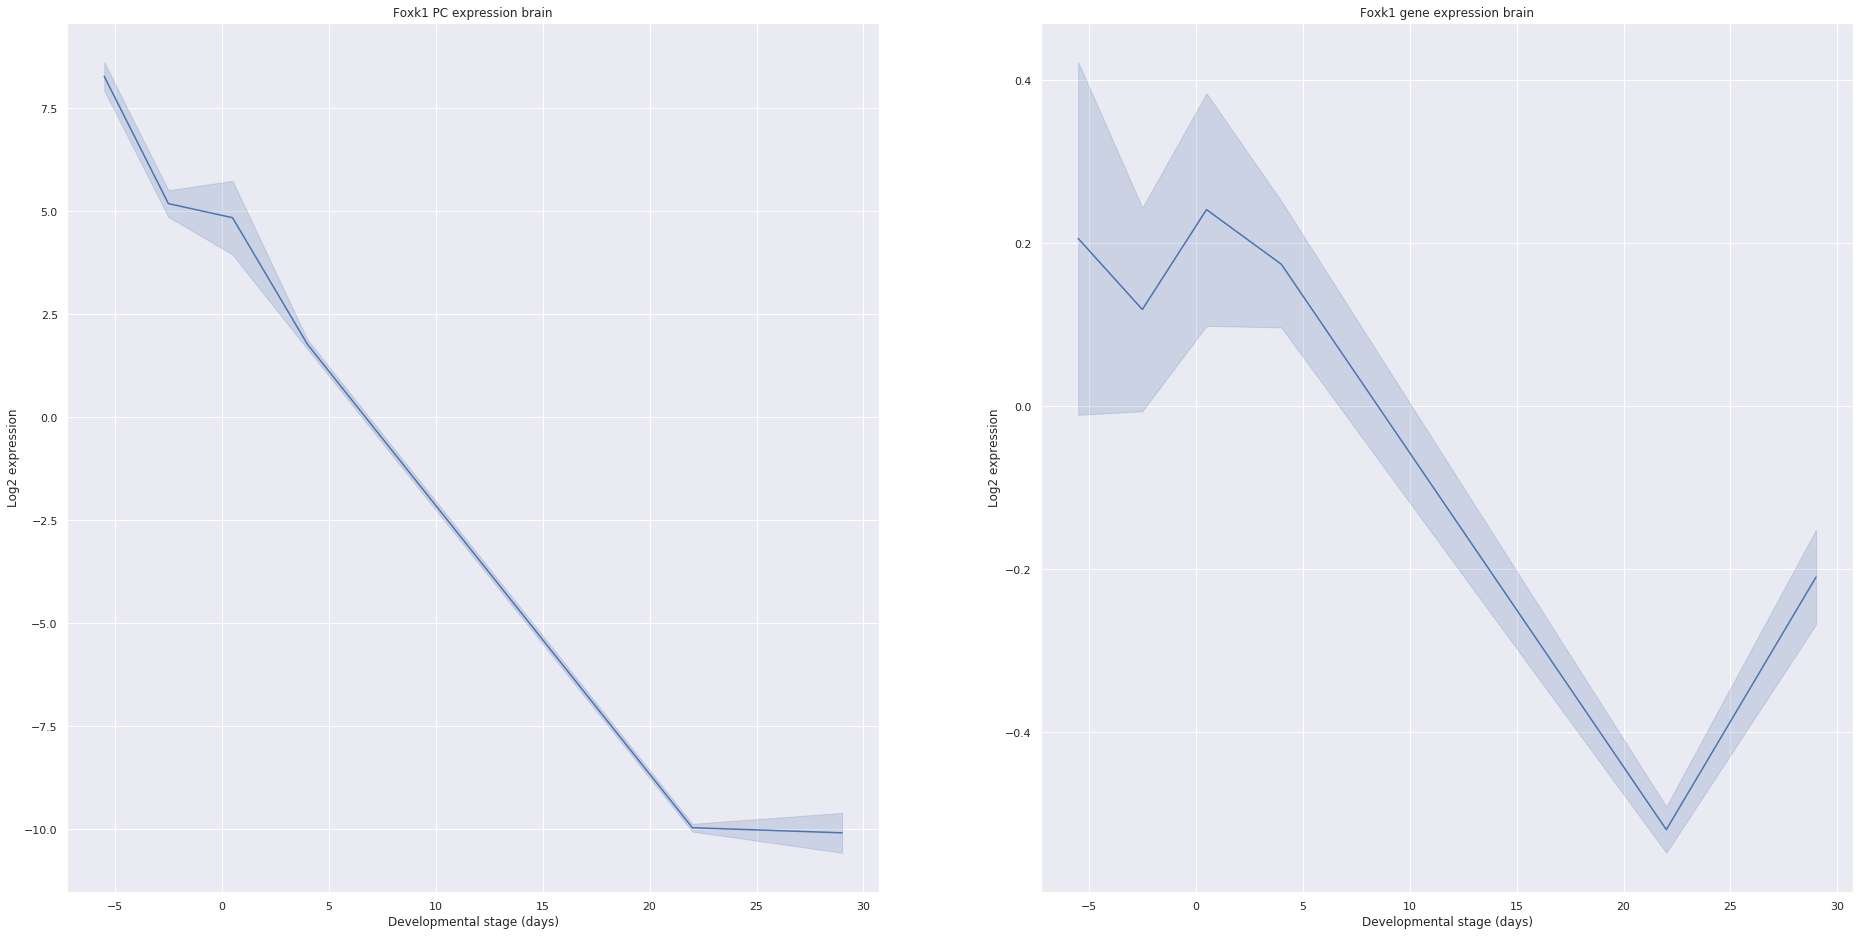 Foxk1 PC expression brain
Log2 expression
7.5
5.0
2.5
0.0
−2.5
−5.0
−7.5
−10.0
−5 0 5 10 15 20 25 30
Developmental stage (days)
Foxk1 gene expression brain
Log2 expression
0.4
0.2
0.0
−0.2
−0.4
−5 0 5 10 15 20 25 30
Developmental stage (days)